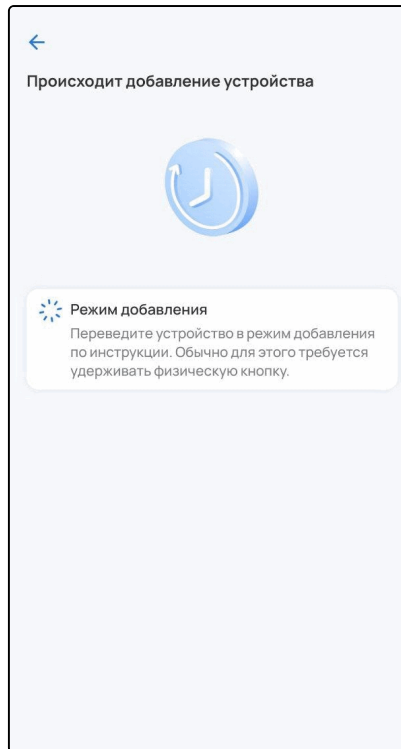 Происходит добавление устройства
Режим добавления
Переведите устройство в режим добавления
по инструкции. Обычно для этого требуется
удерживать физическую кнопку.